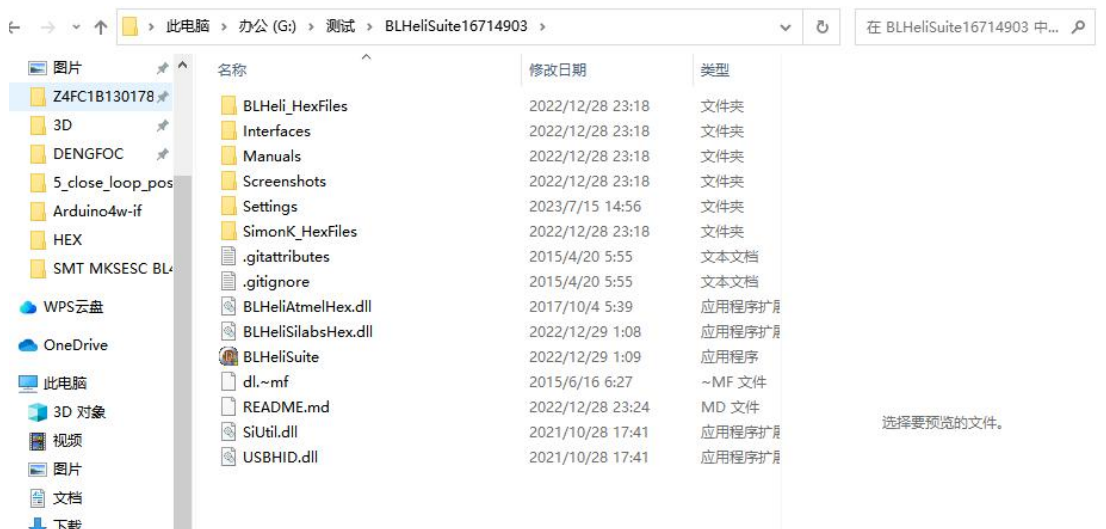 此电脑 › 办公 (G:) › 测试 › BLHeliSuite16714903 ›
在 BLHeliSuite16714903 中...
图片
Z4FC1B130178
3D
DENGFOC
5_close_loop_pos
Arduino4w-if
HEX
SMT MKSESC BL4
WPS云盘
OneDrive
此电脑
3D 对象
视频
图片
文档
下载
名称 修改日期 类型
BLHeli_HexFiles 2022/12/28 23:18 文件夹
Interfaces 2022/12/28 23:18 文件夹
Manuals 2022/12/28 23:18 文件夹
Screenshots 2022/12/28 23:18 文件夹
Settings 2023/7/15 14:56 文件夹
SimonK_HexFiles 2022/12/28 23:18 文件夹
.gitattributes 2015/4/20 5:55 文本文档
.gitignore 2015/4/20 5:55 文本文档
BLHeliAtmelHex.dll 2017/10/4 5:39 应用程序扩展
BLHeliSilabsHex.dll 2022/12/29 1:08 应用程序扩展
BLHeliSuite 2022/12/29 1:09 应用程序
dl.~mf 2015/6/16 6:27 ~MF 文件
README.md 2022/12/28 23:24 MD 文件
SiUtil.dll 2021/10/28 17:41 应用程序扩展
USBHID.dll 2021/10/28 17:41 应用程序扩展
选择要预览的文件。